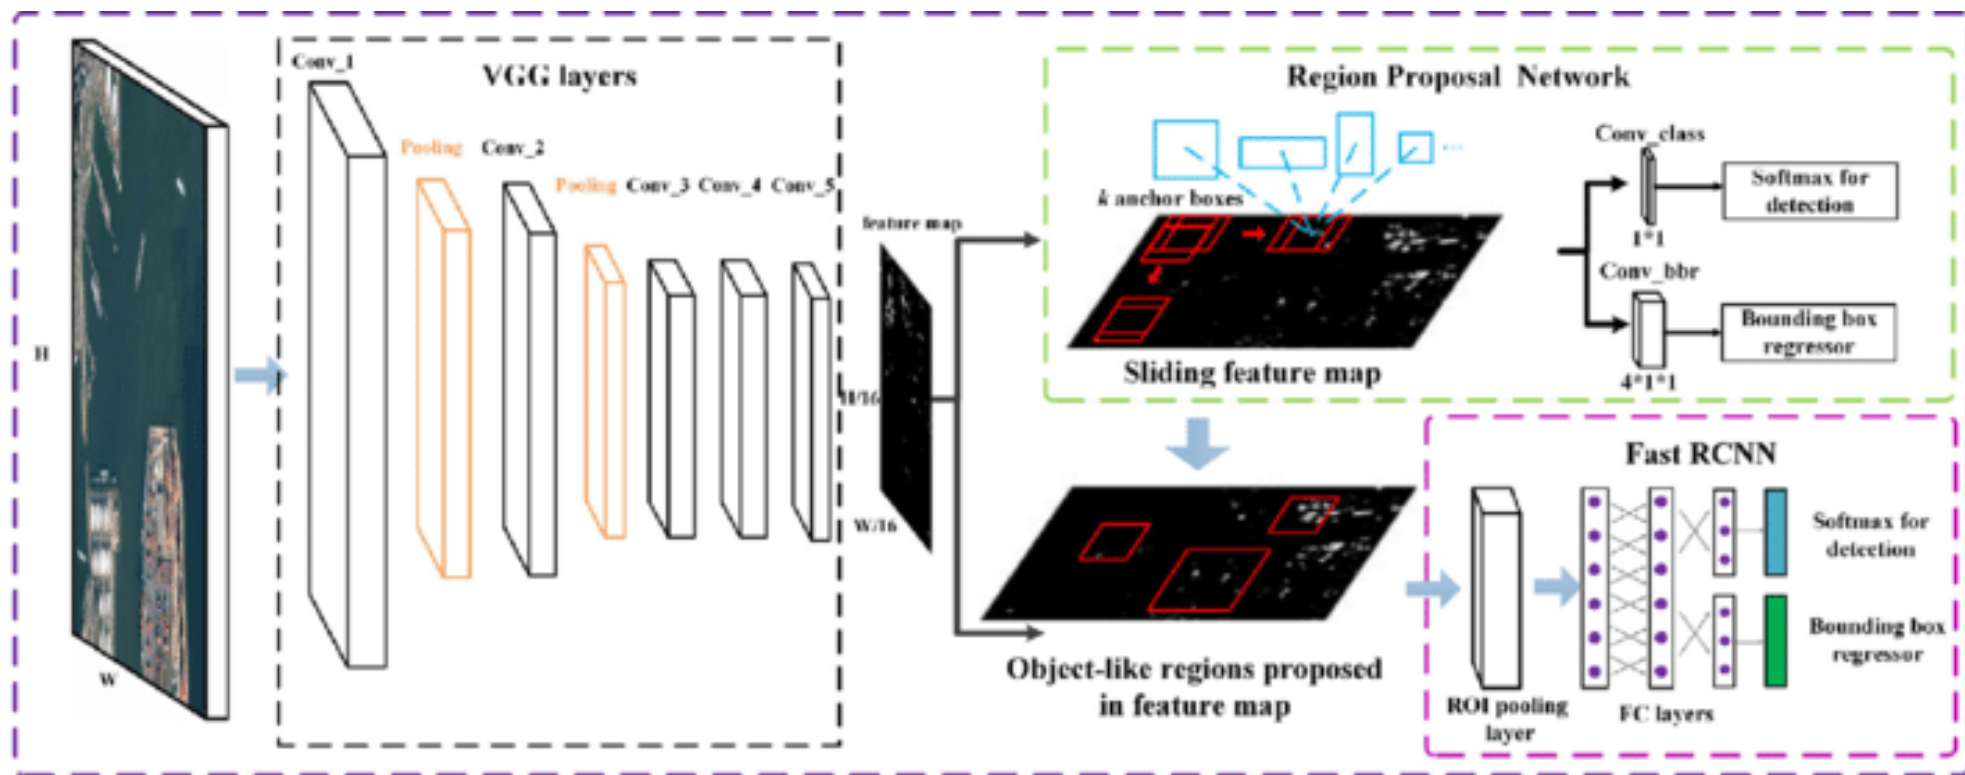 Conv_1
VGG layers
Pooling
Conv_2
Pooling
Conv_3
Conv_4
Conv_5
H
W
feature map
H/16
W/16
Region Proposal Network
k anchor boxes
...
Sliding feature map
Conv_class
1*1
Softmax for
detection
Conv_bbr
4*1*1
Bounding box
regressor
Object-like regions proposed
in feature map
Fast RCNN
ROI pooling
layer
FC layers
Softmax for
detection
Bounding box
regressor